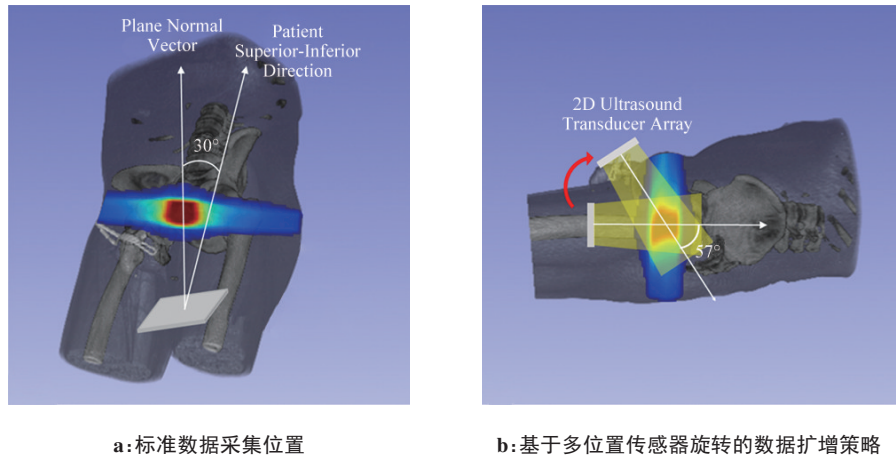 Plane Normal
Vector
Patient
Superior-Inferior
Direction
30°
2D Ultrasound
Transducer Array
57°
a:标准数据采集位置
b:基于多位置传感器旋转的数据扩增策略